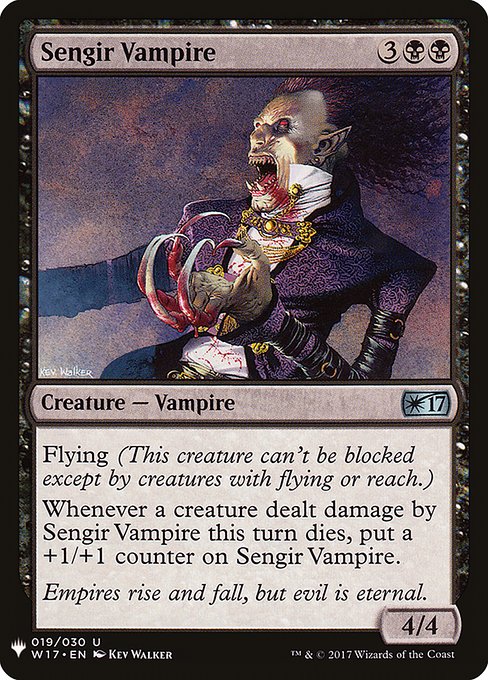 Sengir Vampire 3
KEV WALKER
Creature — Vampire 17
Flying (This creature can't be blocked
except by creatures with flying or reach.)
Whenever a creature dealt damage by
Sengir Vampire this turn dies, put a
+1/+1 counter on Sengir Vampire.
Empires rise and fall, but evil is eternal.
4/4
019/030 U
W17 • EN Kev Walker
™ & © 2017 Wizards of the Coast